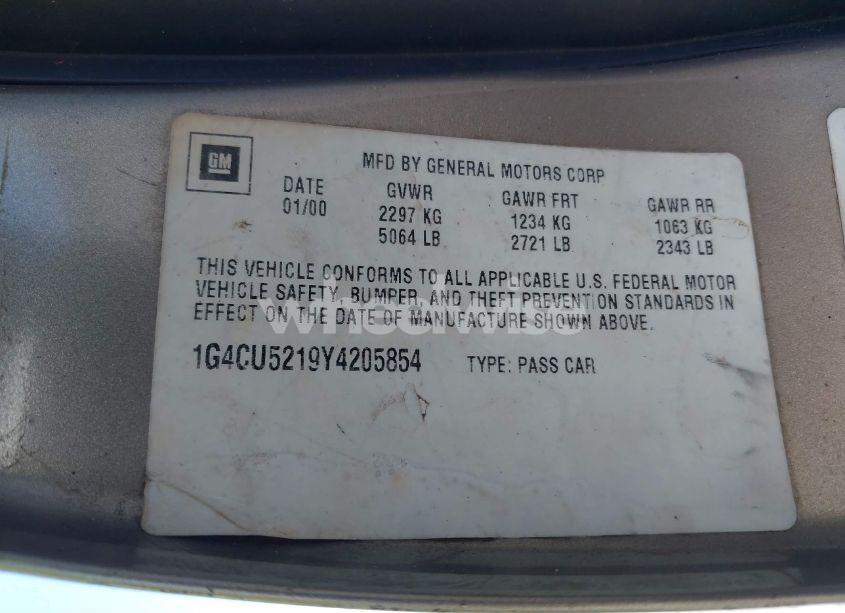 GM
MFD BY GENERAL MOTORS CORP
DATE GVWR GAWR FRT GAWR RR
01/00 2297 KG 1234 KG 1063 KG
5064 LB 2721 LB 2343 LB
THIS VEHICLE CONFORMS TO ALL APPLICABLE U.S. FEDERAL MOTOR
VEHICLE SAFETY, BUMPER, AND THEFT PREVENTION STANDARDS IN
EFFECT ON THE DATE OF MANUFACTURE SHOWN ABOVE.
wheelwise
1G4CU5219Y4205854 TYPE: PASS CAR